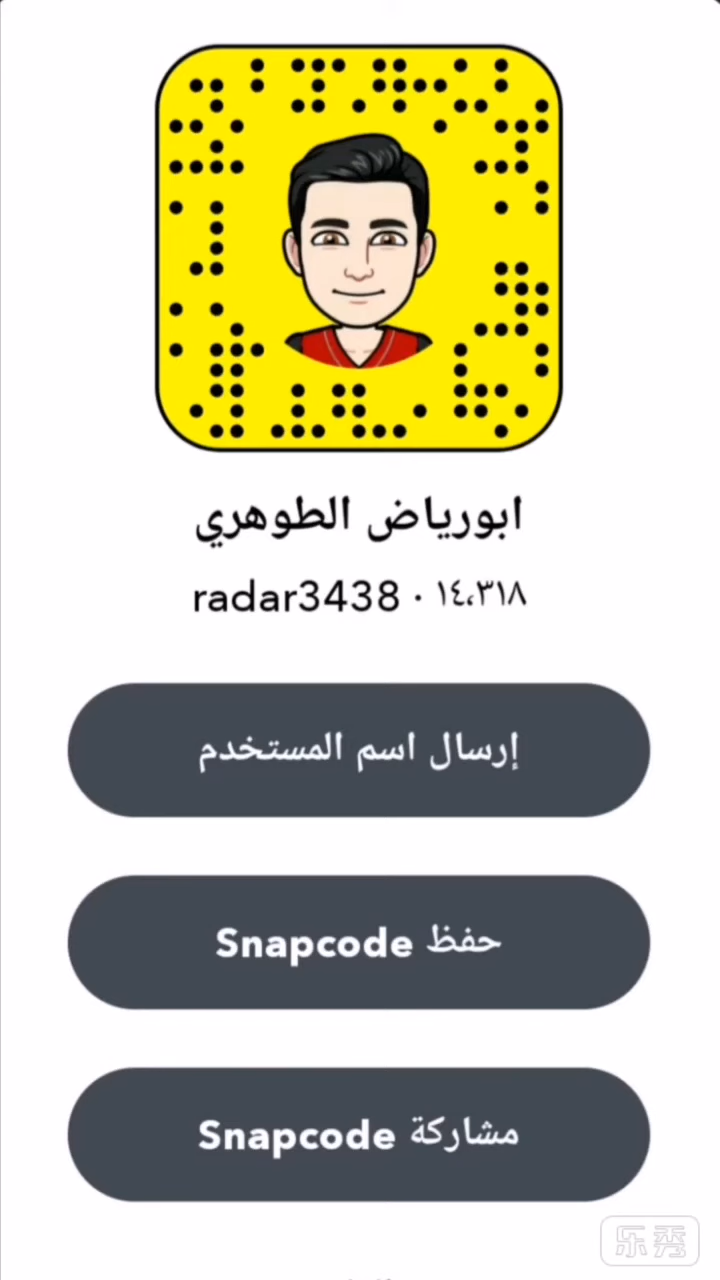 ابورياض الطوهري
radar3438 · ١٤،٣١٨
إرسال اسم المستخدم
حفظ Snapcode
مشاركة Snapcode
乐秀